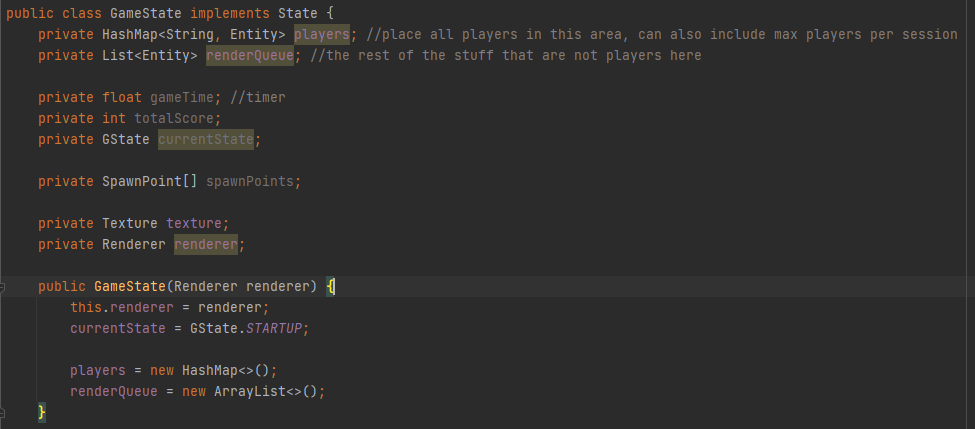 public class GameState implements State {
private HashMap<String, Entity> players; //place all players in this area, can also include max players per session
private List<Entity> renderQueue; //the rest of the stuff that are not players here
private float gameTime; //timer
private int totalScore;
private GState currentState;
private SpawnPoint[] spawnPoints;
private Texture texture;
private Renderer renderer;
public GameState(Renderer renderer) {
this.renderer = renderer;
currentState = GState.STARTUP;
players = new HashMap<>();
renderQueue = new ArrayList<>();
}